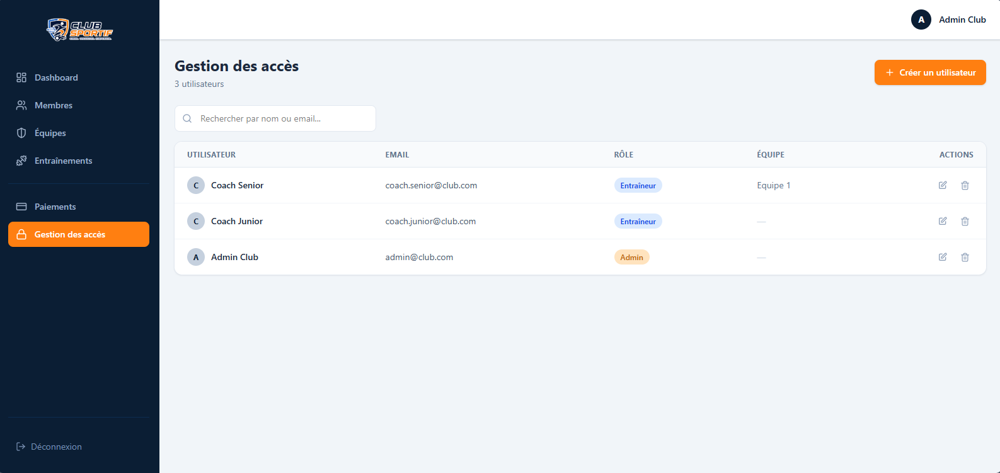 CLUB
SPORTIF
A Admin Club
Dashboard
Membres
Équipes
Entraînements
Paiements
Gestion des accès
Déconnexion
Gestion des accès
3 utilisateurs
+ Créer un utilisateur
Rechercher par nom ou email...
UTILISATEUR EMAIL RÔLE ÉQUIPE ACTIONS
C Coach Senior coach.senior@club.com Entraîneur Equipe 1
C Coach Junior coach.junior@club.com Entraîneur —
A Admin Club admin@club.com Admin —